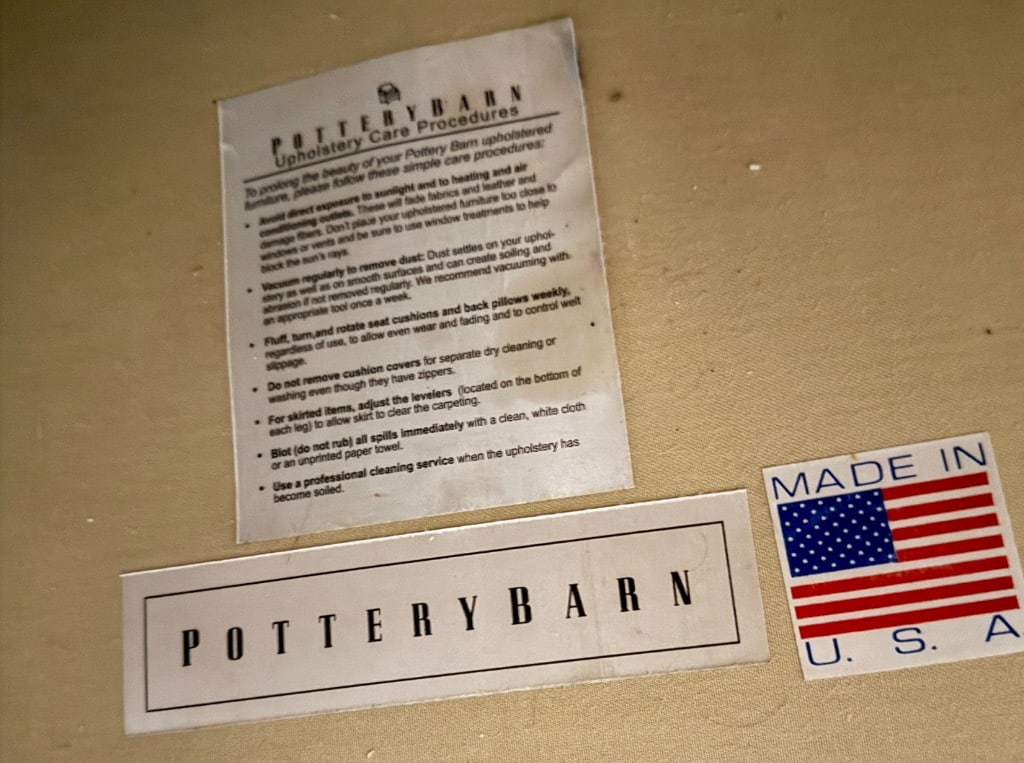 POTTERYBARN
Upholstery Care Procedures
To prolong the beauty of your Pottery Barn upholstered
furniture, please follow these simple care procedures:
• Avoid direct exposure to sunlight and to heating and air
conditioning outlets. These will fade fabrics and leather and
damage fibers. Don't place your upholstered furniture too close to
windows or vents and be sure to use window treatments to help
block the sun's rays.
• Vacuum regularly to remove dust: Dust settles on your uphol-
stery as well as on smooth surfaces and can create soiling and
abrasion if not removed regularly. We recommend vacuuming with
an appropriate tool once a week.
• Fluff, turn,and rotate seat cushions and back pillows weekly,
regardless of use, to allow even wear and fading and to control welt
slippage.
• Do not remove cushion covers for separate dry cleaning or
washing even though they have zippers.
• For skirted items, adjust the levelers (located on the bottom of
each leg) to allow skirt to clear the carpeting.
• Blot (do not rub) all spills immediately with a clean, white cloth
or an unprinted paper towel.
• Use a professional cleaning service when the upholstery has
become soiled.
POTTERYBARN
MADE IN
U. S. A